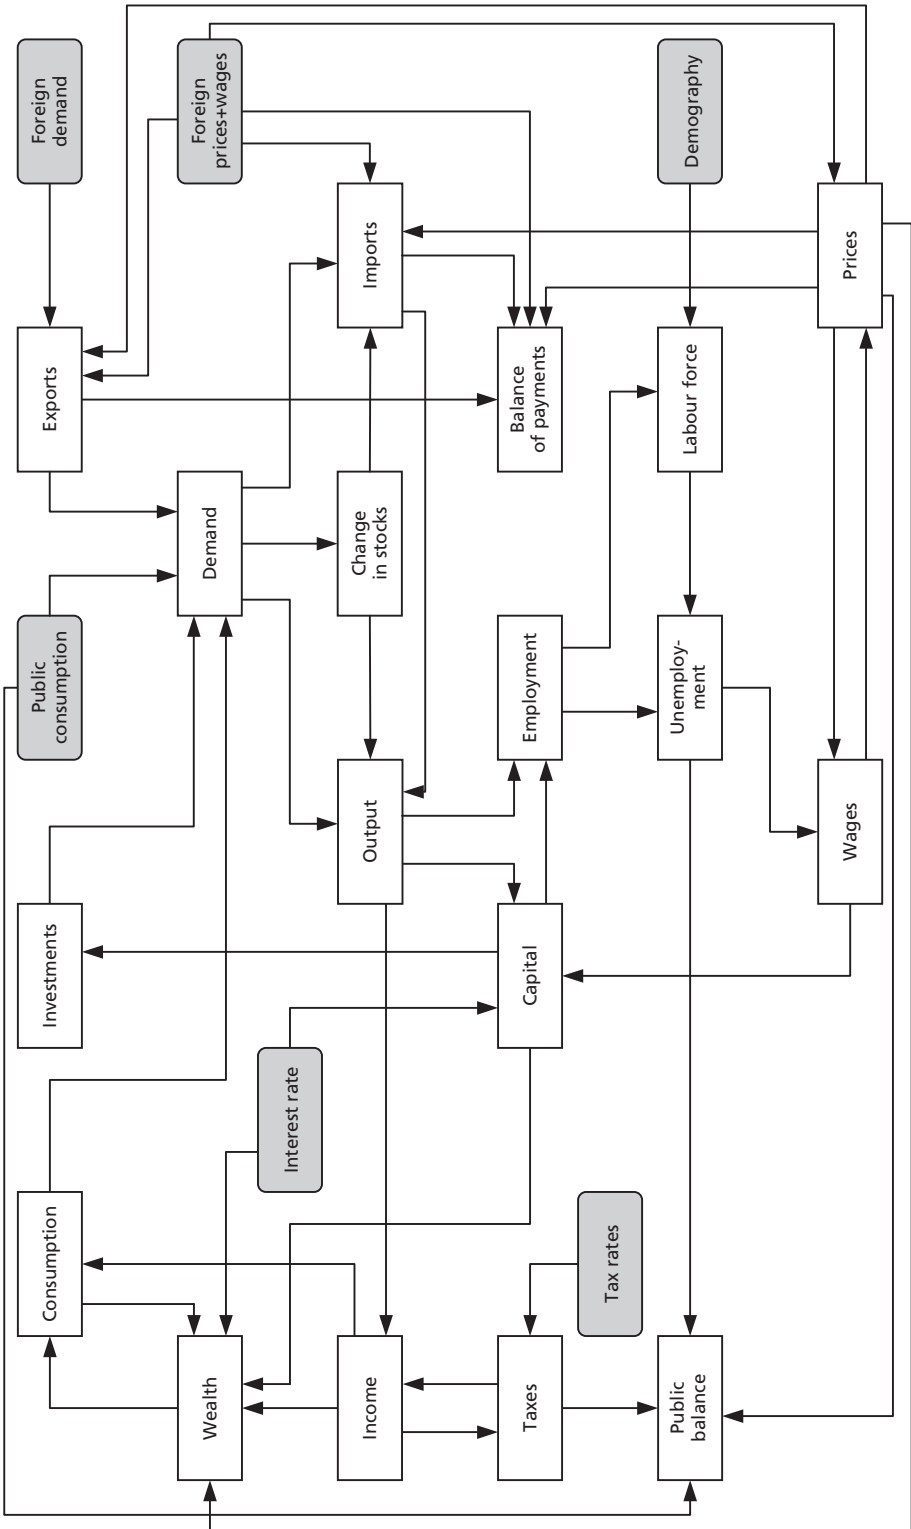 Consumption
Investments
Public
consumption
Exports
Foreign
demand
Wealth
Demand
Foreign
prices+wages
Interest rate
Income
Output
Change
in stocks
Imports
Taxes
Capital
Employment
Balance
of payments
Tax rates
Public
balance
Unemploy-
ment
Labour force
Demography
Wages
Prices